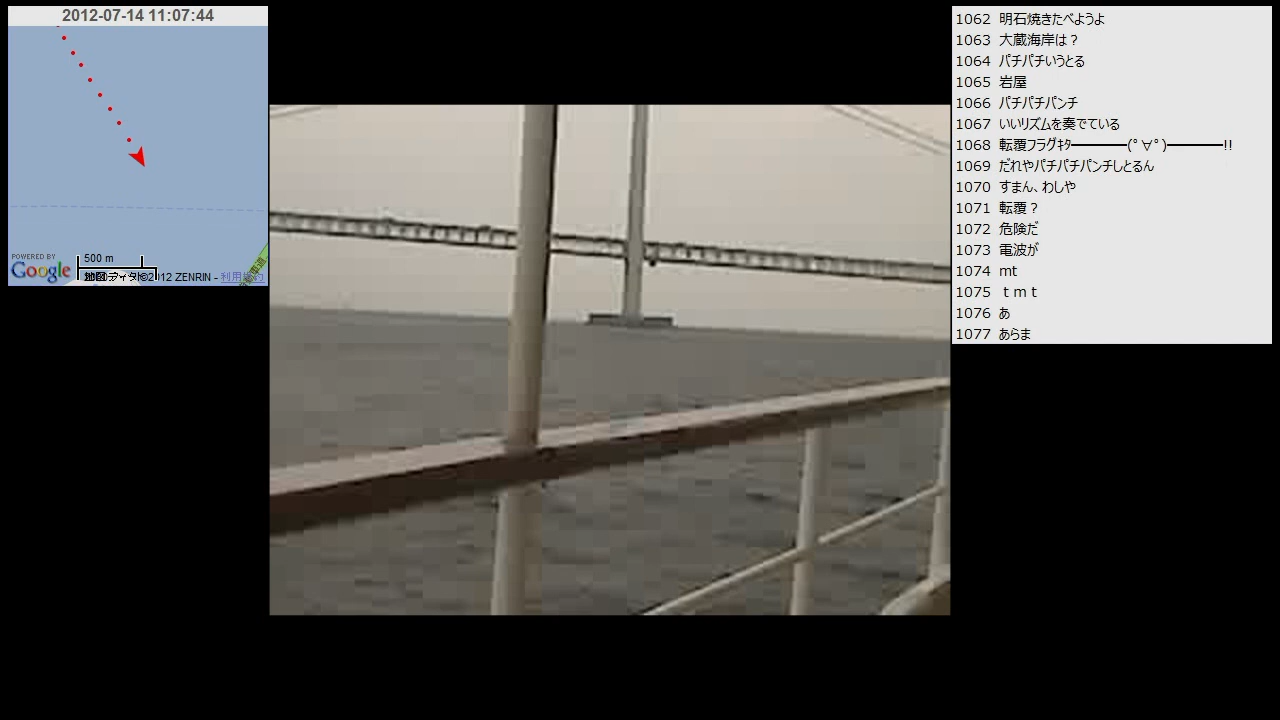 2012-07-14 11:07:44
POWERED BY
Google
500 m
2012 ZENRIN - 利用規約
1062 明石焼きたべようよ
1063 大蔵海岸は？
1064 パチパチいうとる
1065 岩屋
1066 パチパチパンチ
1067 いいリズムを奏でている
1068 転覆フラグｷﾀ━━━━(ﾟ∀ﾟ)━━━━!!
1069 だれやパチパチパンチしとるん
1070 すまん、わしや
1071 転覆？
1072 危険だ
1073 電波が
1074 mt
1075 ｔｍｔ
1076 あ
1077 あらま